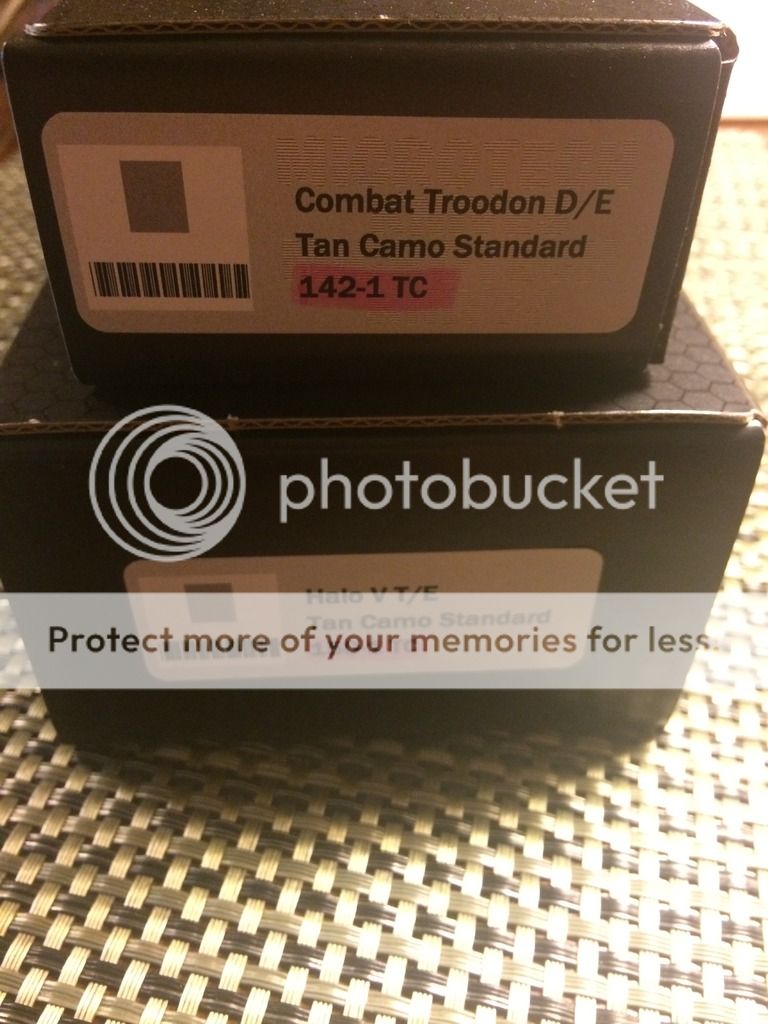 MICROTECH
Combat Troodon D/E
Tan Camo Standard
142-1 TC
photobucket
Halo V T/E
Tan Camo Standard
Protect more of your memories for less.